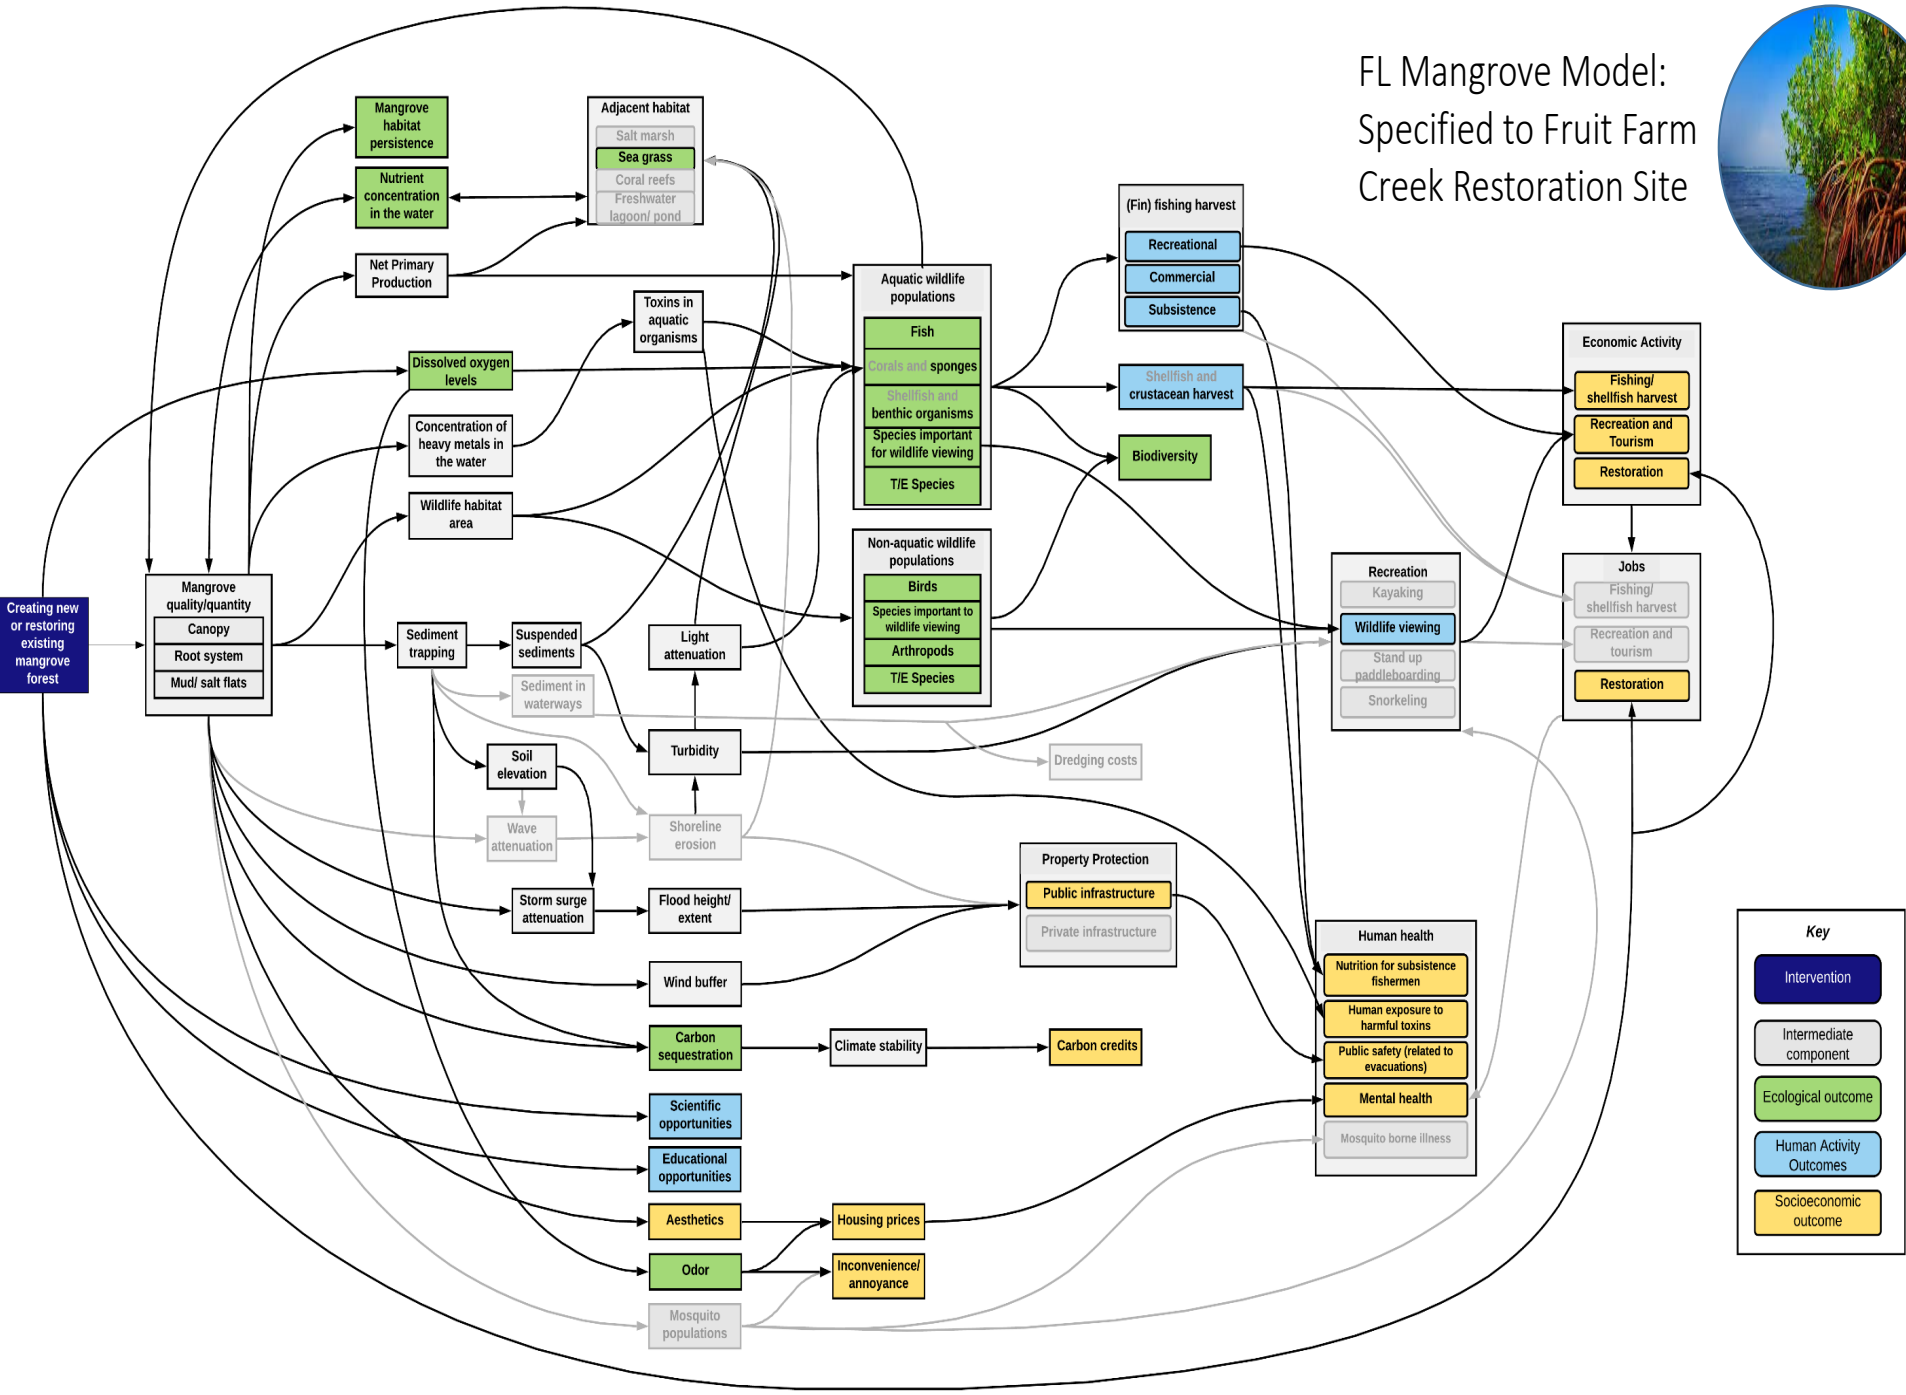 FL Mangrove Model:
Specified to Fruit Farm
Creek Restoration Site
Mangrove
habitat
persistence
Nutrient
concentration
in the water
Net Primary
Production
Adjacent habitat
Salt marsh
Sea grass
Coral reefs
Freshwater
lagoon/ pond
Toxins in
aquatic
organisms
Dissolved oxygen
levels
Concentration of
heavy metals in
the water
Wildlife habitat
area
Aquatic wildlife
populations
Fish
Corals and sponges
Shellfish and
benthic organisms
Species important
for wildlife viewing
T/E Species
Non-aquatic wildlife
populations
Birds
Species important to
wildlife viewing
Arthropods
T/E Species
(Fin) fishing harvest
Recreational
Commercial
Subsistence
Shellfish and
crustacean harvest
Biodiversity
Economic Activity
Fishing/
shellfish harvest
Recreation and
Tourism
Restoration
Jobs
Fishing/
shellfish harvest
Recreation and
tourism
Restoration
Recreation
Kayaking
Wildlife viewing
Stand up
paddleboarding
Snorkeling
Creating new
or restoring
existing
mangrove
forest
Mangrove
quality/quantity
Canopy
Root system
Mud/ salt flats
Sediment
trapping
Suspended
sediments
Sediment in
waterways
Light
attenuation
Turbidity
Soil
elevation
Wave
attenuation
Shoreline
erosion
Dredging costs
Storm surge
attenuation
Flood height/
extent
Wind buffer
Property Protection
Public infrastructure
Private infrastructure
Carbon
sequestration
Climate stability
Carbon credits
Scientific
opportunities
Educational
opportunities
Aesthetics
Housing prices
Odor
Inconvenience/
annoyance
Mosquito
populations
Human health
Nutrition for subsistence
fishermen
Human exposure to
harmful toxins
Public safety (related to
evacuations)
Mental health
Mosquito borne illness
Key
Intervention
Intermediate
component
Ecological outcome
Human Activity
Outcomes
Socioeconomic
outcome